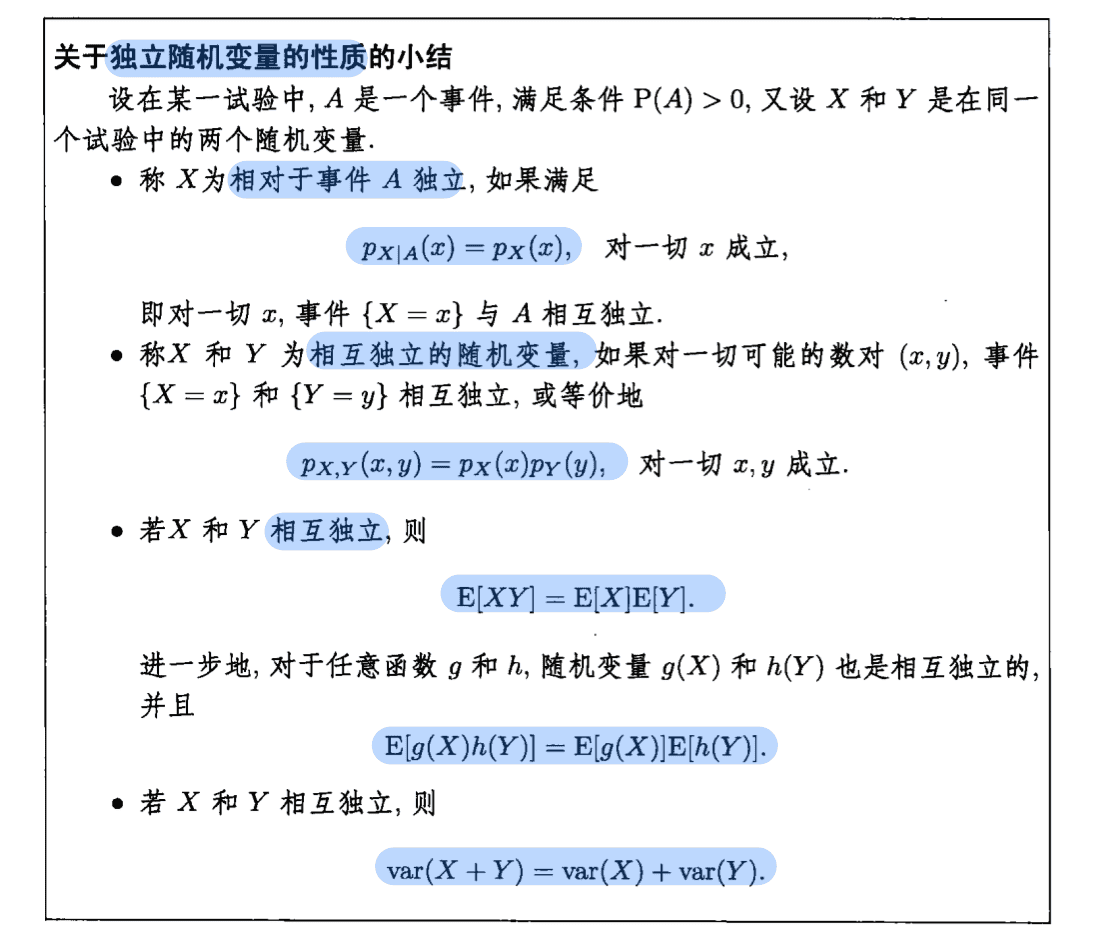 关于独立随机变量的性质的小结
设在某一试验中, A 是一个事件, 满足条件 P(A) > 0, 又设 X 和 Y 是在同一
个试验中的两个随机变量.
• 称 X为相对于事件 A 独立, 如果满足
p_{X|A}(x) = p_X(x), 对一切 x 成立,
即对一切 x, 事件 {X = x} 与 A 相互独立.
• 称X 和 Y 为相互独立的随机变量, 如果对一切可能的数对 (x, y), 事件
{X = x} 和 {Y = y} 相互独立, 或等价地
p_{X,Y}(x, y) = p_X(x)p_Y(y), 对一切 x, y 成立.
• 若X 和 Y 相互独立, 则
E[XY] = E[X]E[Y].
进一步地, 对于任意函数 g 和 h, 随机变量 g(X) 和 h(Y) 也是相互独立的,
并且
E[g(X)h(Y)] = E[g(X)]E[h(Y)].
• 若 X 和 Y 相互独立, 则
var(X + Y) = var(X) + var(Y).